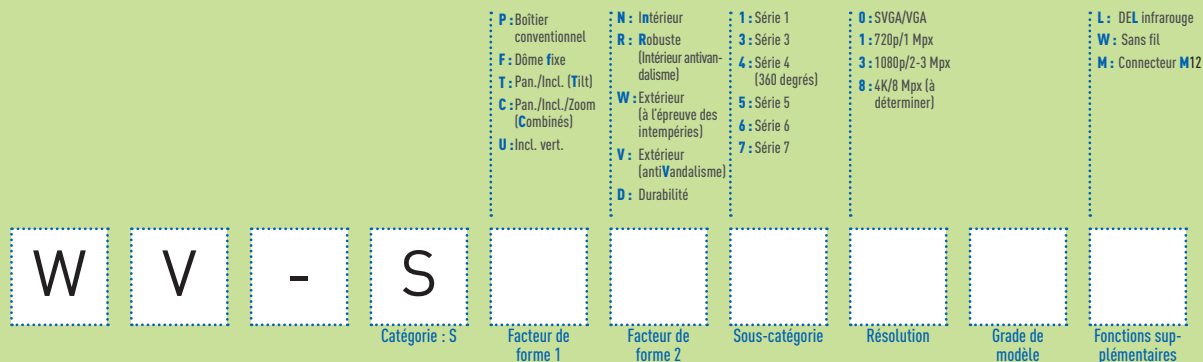 P : Boîtier
conventionnel
F : Dôme fixe
T : Pan./Incl. (Tilt)
C : Pan./Incl./Zoom
(Combinés)
U : Incl. vert.
N : Intérieur
R : Robuste
(Intérieur antivan-
dalisme)
W : Extérieur
(à l'épreuve des
intempéries)
V : Extérieur
(antiVandalisme)
D : Durabilité
1 : Série 1
3 : Série 3
4 : Série 4
(360 degrés)
5 : Série 5
6 : Série 6
7 : Série 7
0 : SVGA/VGA
1 : 720p/1 Mpx
3 : 1080p/2-3 Mpx
8 : 4K/8 Mpx (à
déterminer)
L : DEL infrarouge
W : Sans fil
M : Connecteur M12
W V - S
Catégorie : S
Facteur de
forme 1
Facteur de
forme 2
Sous-catégorie
Résolution
Grade de
modèle
Fonctions sup-
plémentaires